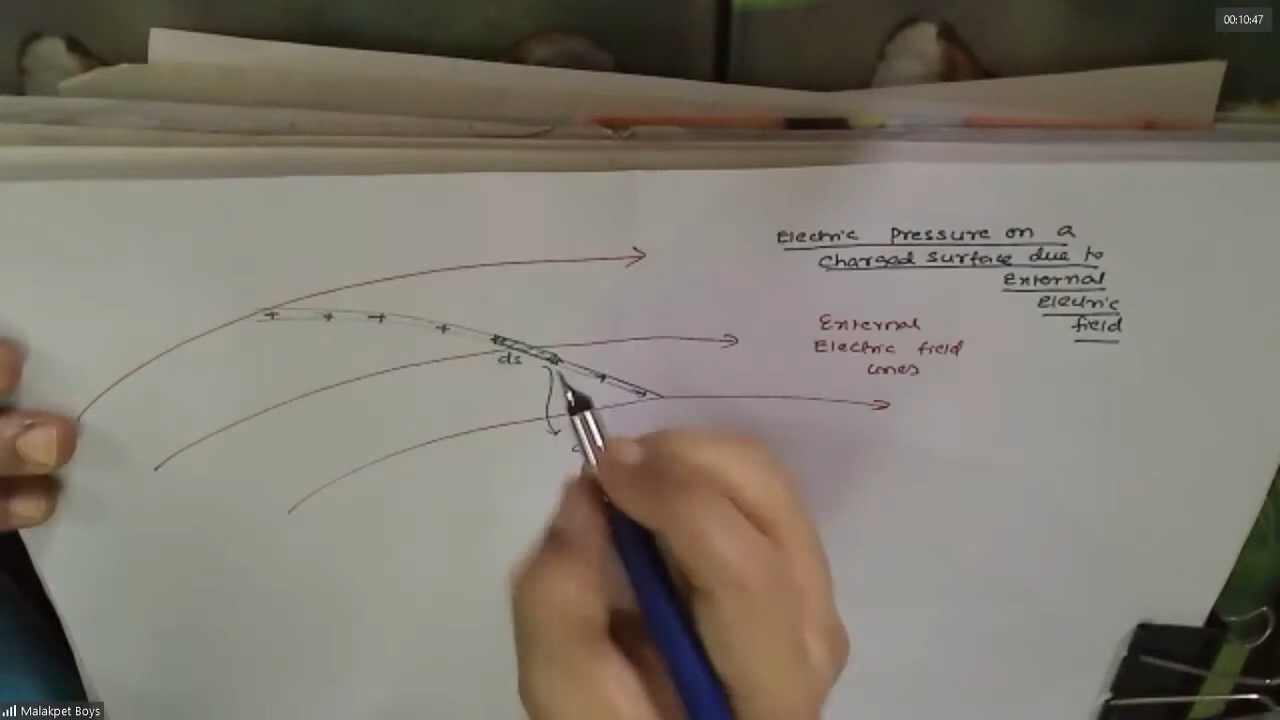 00:10:47
Electric Pressure on a
Charged surface due to
External
Electric
field
External
Electric field
Lines
+ + + +
ds
Malakpet Boys